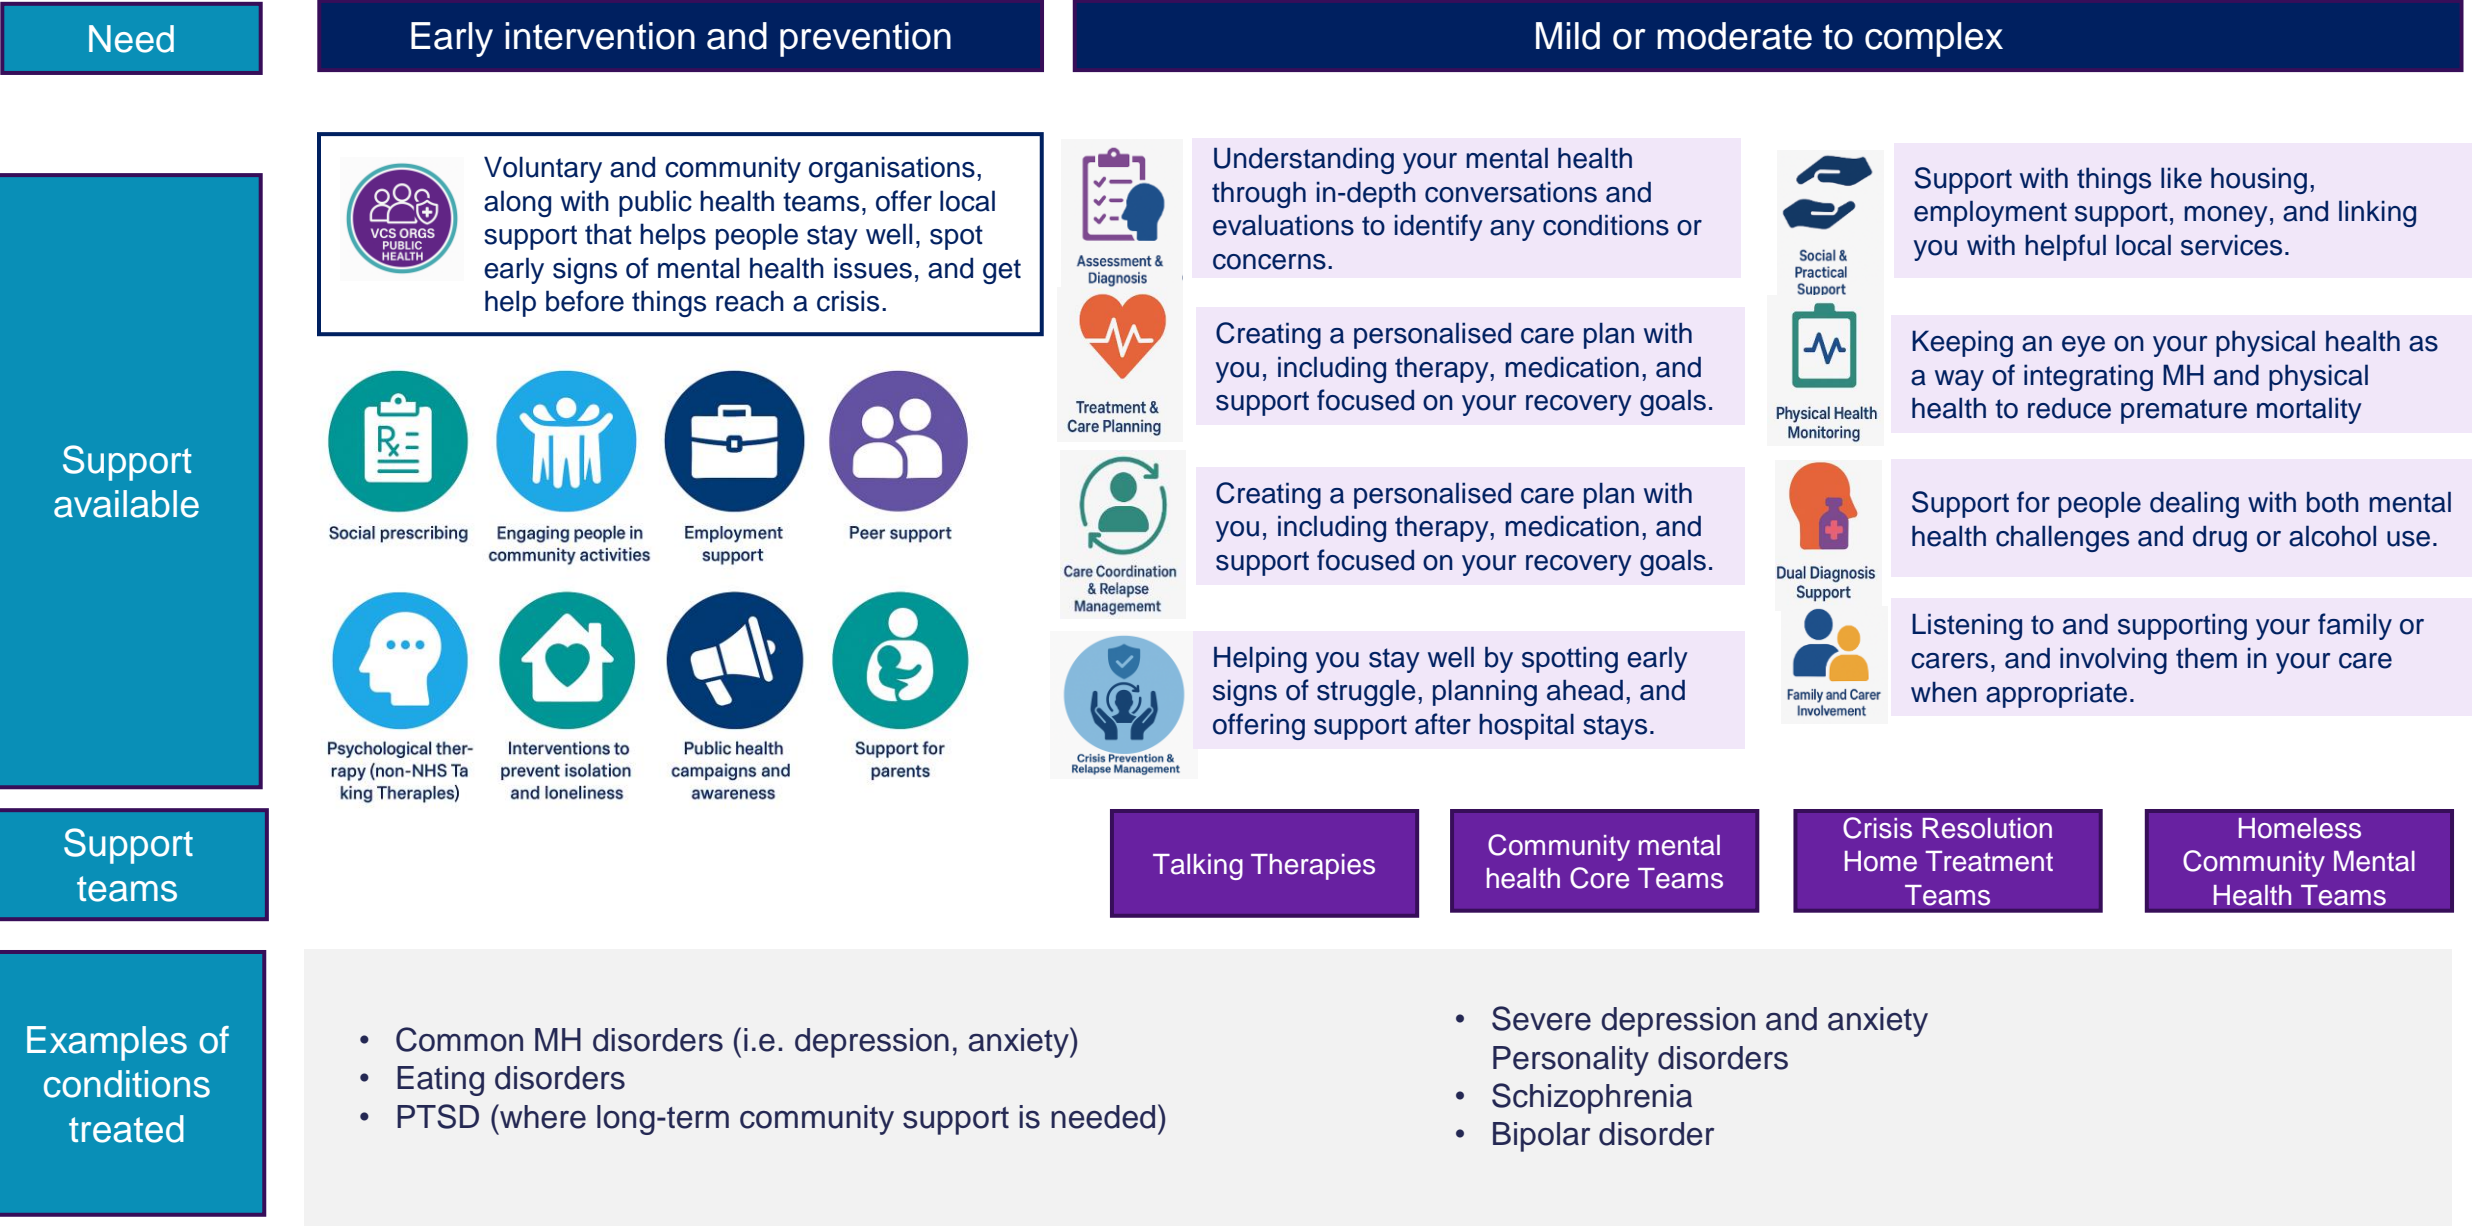 Need
Early intervention and prevention
Mild or moderate to complex
Support
available
VCS ORGS
PUBLIC
HEALTH
Voluntary and community organisations,
along with public health teams, offer local
support that helps people stay well, spot
early signs of mental health issues, and get
help before things reach a crisis.
Social prescribing
Engaging people in
community activities
Employment
support
Peer support
Psychological ther-
rapy (non-NHS Ta
king Theraples)
Interventions to
prevent isolation
and loneliness
Public health
campaigns and
awareness
Support for
parents
Assessment &
Diagnosis
Understanding your mental health
through in-depth conversations and
evaluations to identify any conditions or
concerns.
Treatment &
Care Planning
Creating a personalised care plan with
you, including therapy, medication, and
support focused on your recovery goals.
Care Coordination
& Relapse
Managememt
Creating a personalised care plan with
you, including therapy, medication, and
support focused on your recovery goals.
Crisis Prevention &
Relapse Management
Helping you stay well by spotting early
signs of struggle, planning ahead, and
offering support after hospital stays.
Social &
Practical
Support
Support with things like housing,
employment support, money, and linking
you with helpful local services.
Physical Health
Monitoring
Keeping an eye on your physical health as
a way of integrating MH and physical
health to reduce premature mortality
Dual Diagnosis
Support
Support for people dealing with both mental
health challenges and drug or alcohol use.
Family and Carer
Involvement
Listening to and supporting your family or
carers, and involving them in your care
when appropriate.
Support
teams
Talking Therapies
Community mental
health Core Teams
Crisis Resolution
Home Treatment
Teams
Homeless
Community Mental
Health Teams
Examples of
conditions
treated
• Common MH disorders (i.e. depression, anxiety)
• Eating disorders
• PTSD (where long-term community support is needed)
• Severe depression and anxiety
Personality disorders
• Schizophrenia
• Bipolar disorder